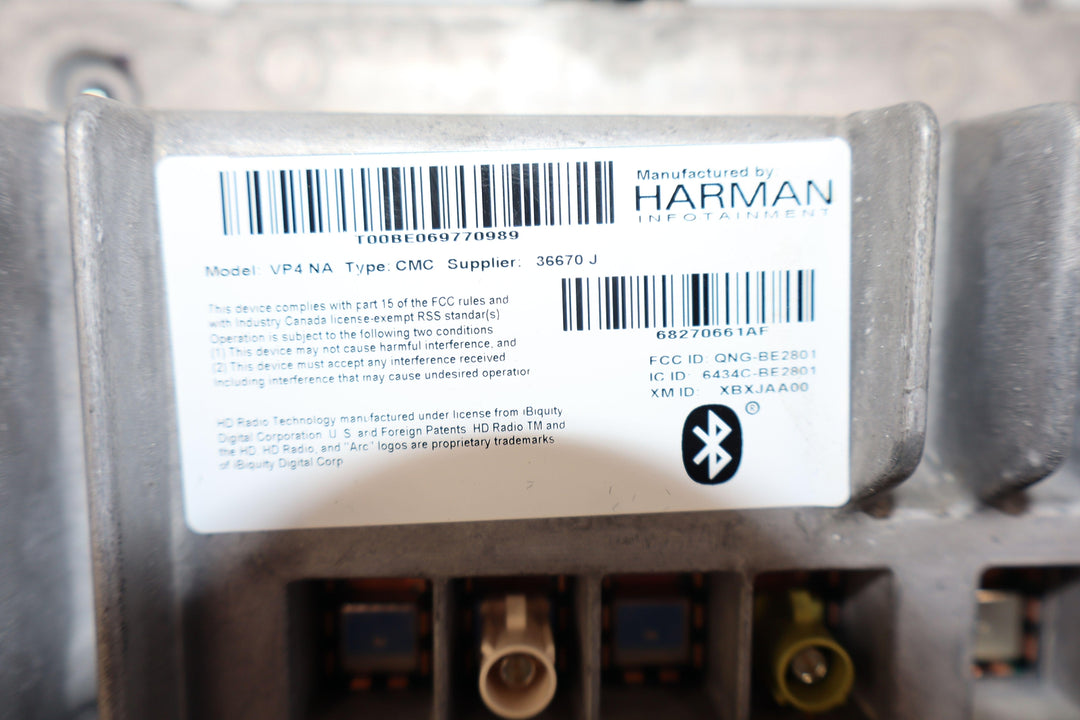 Manufactured by
HARMAN
INFOTAINMENT
T00BE069770989
Model: VP4 NA Type: CMC Supplier: 36670 J
68270661AF
This device complies with part 15 of the FCC rules and
with Industry Canada license-exempt RSS standar(s)
Operation is subject to the following two conditions
(1) This device may not cause harmful interference, and
(2) This device must accept any interference received
including interference that may cause undesired operatior
FCC ID: QNG-BE2801
IC ID: 6434C-BE2801
XM ID: XBXJAA00
®
HD Radio Technology manufactured under license from iBiquity
Digital Corporation U.S. and Foreign Patents. HD Radio TM and
the HD, HD Radio, and "Arc" logos are proprietary trademarks
of iBiquity Digital Corp